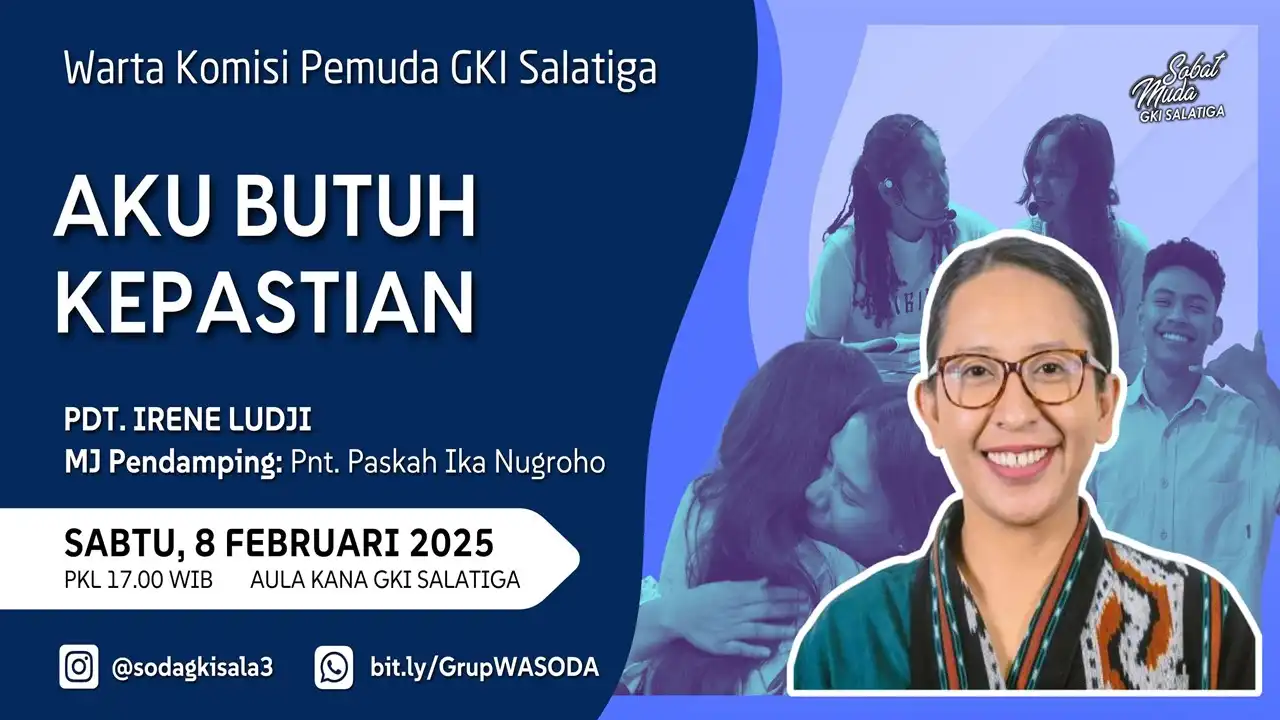 Warta Komisi Pemuda GKI Salatiga
Sobat
Muda
GKI SALATIGA
AKU BUTUH
KEPASTIAN
PDT. IRENE LUDJI
MJ Pendamping: Pnt. Paskah Ika Nugroho
SABTU, 8 FEBRUARI 2025
PKL 17.00 WIB AULA KANA GKI SALATIGA
@sodagkisala3 bit.ly/GrupWASODA